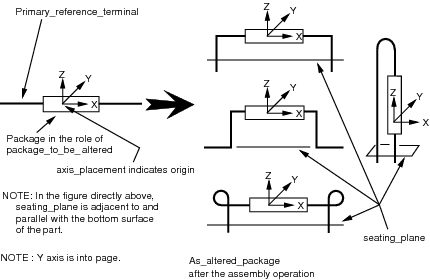 Primary_reference_terminal
Z
Y
X
Package in the role of
package_to_be_altered
axis_placement indicates origin
NOTE: In the figure directly above,
seating_plane is adjacent to and
parallel with the bottom surface
of the part.
NOTE : Y axis is into page.
Z
Y
X
Z
Y
X
Z
Y
X
Z
Y
X
seating_plane
As_altered_package
after the assembly operation